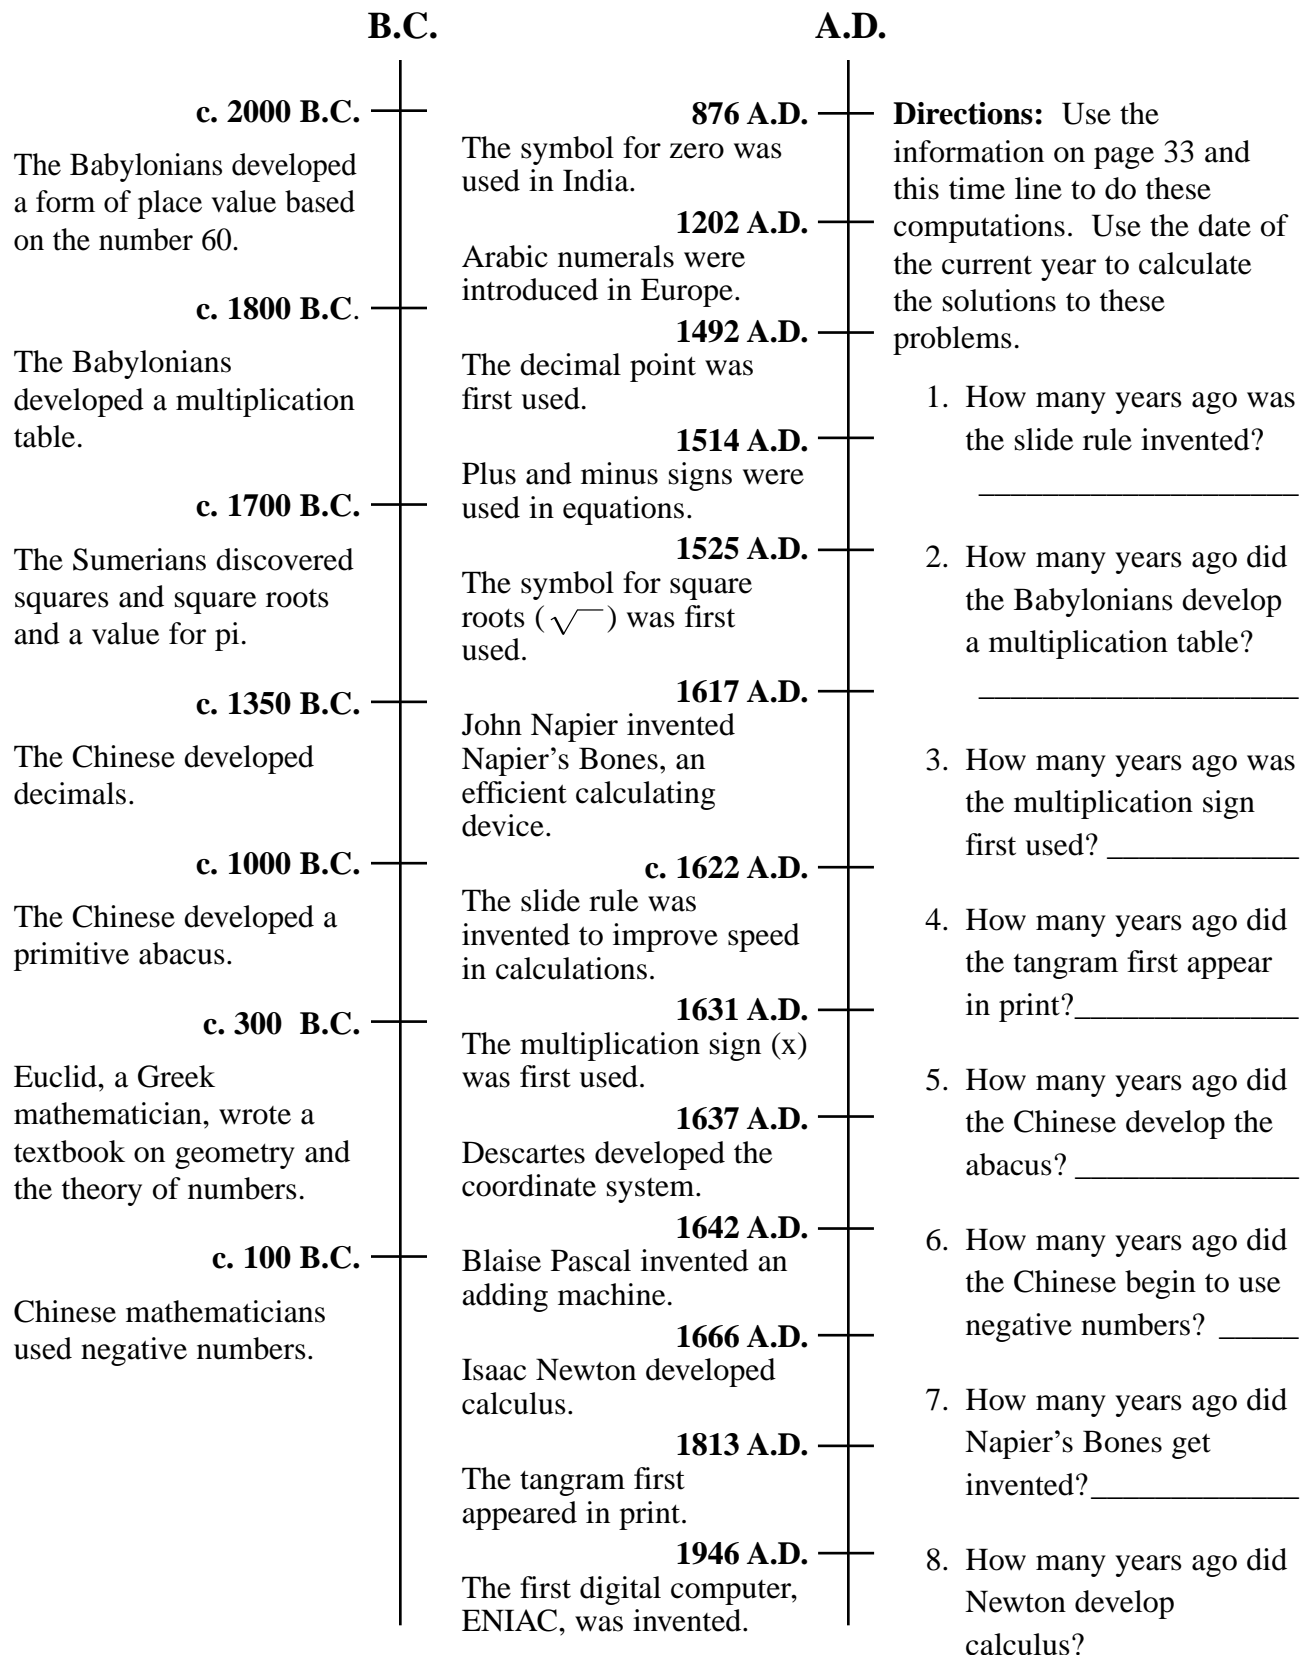 B.C.
c. 2000 B.C.
The Babylonians developed
a form of place value based
on the number 60.
c. 1800 B.C.
The Babylonians
developed a multiplication
table.
c. 1700 B.C.
The Sumerians discovered
squares and square roots
and a value for pi.
c. 1350 B.C.
The Chinese developed
decimals.
c. 1000 B.C.
The Chinese developed a
primitive abacus.
c. 300 B.C.
Euclid, a Greek
mathematician, wrote a
textbook on geometry and
the theory of numbers.
c. 100 B.C.
Chinese mathematicians
used negative numbers.
A.D.
876 A.D.
The symbol for zero was
used in India.
1202 A.D.
Arabic numerals were
introduced in Europe.
1492 A.D.
The decimal point was
first used.
1514 A.D.
Plus and minus signs were
used in equations.
1525 A.D.
The symbol for square
roots (√) was first
used.
1617 A.D.
John Napier invented
Napier’s Bones, an
efficient calculating
device.
c. 1622 A.D.
The slide rule was
invented to improve speed
in calculations.
1631 A.D.
The multiplication sign (x)
was first used.
1637 A.D.
Descartes developed the
coordinate system.
1642 A.D.
Blaise Pascal invented an
adding machine.
1666 A.D.
Isaac Newton developed
calculus.
1813 A.D.
The tangram first
appeared in print.
1946 A.D.
The first digital computer,
ENIAC, was invented.
Directions: Use the
information on page 33 and
this time line to do these
computations. Use the date of
the current year to calculate
the solutions to these
problems.
1. How many years ago was
the slide rule invented?
____________________
2. How many years ago did
the Babylonians develop
a multiplication table?
____________________
3. How many years ago was
the multiplication sign
first used? ____________
4. How many years ago did
the tangram first appear
in print?______________
5. How many years ago did
the Chinese develop the
abacus? ______________
6. How many years ago did
the Chinese begin to use
negative numbers? _____
7. How many years ago did
Napier’s Bones get
invented?_____________
8. How many years ago did
Newton develop
calculus?